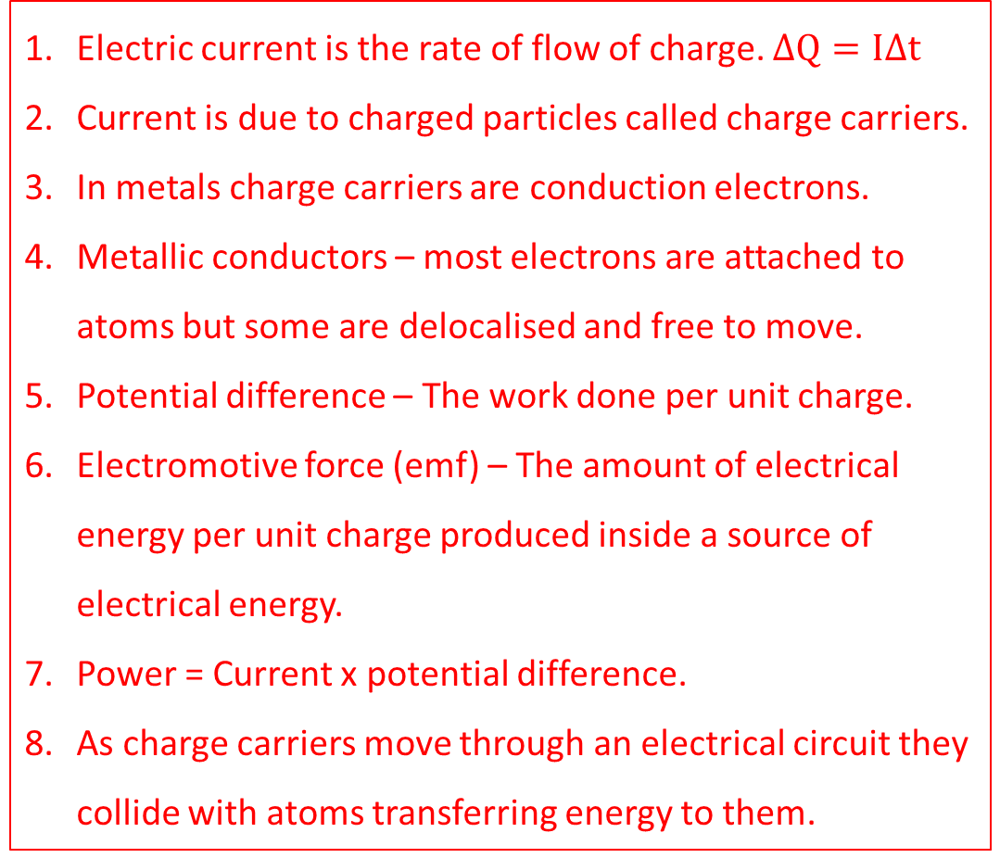 1. Electric current is the rate of flow of charge. ΔQ = IΔt
2. Current is due to charged particles called charge carriers.
3. In metals charge carriers are conduction electrons.
4. Metallic conductors – most electrons are attached to
atoms but some are delocalised and free to move.
5. Potential difference – The work done per unit charge.
6. Electromotive force (emf) – The amount of electrical
energy per unit charge produced inside a source of
electrical energy.
7. Power = Current x potential difference.
8. As charge carriers move through an electrical circuit they
collide with atoms transferring energy to them.